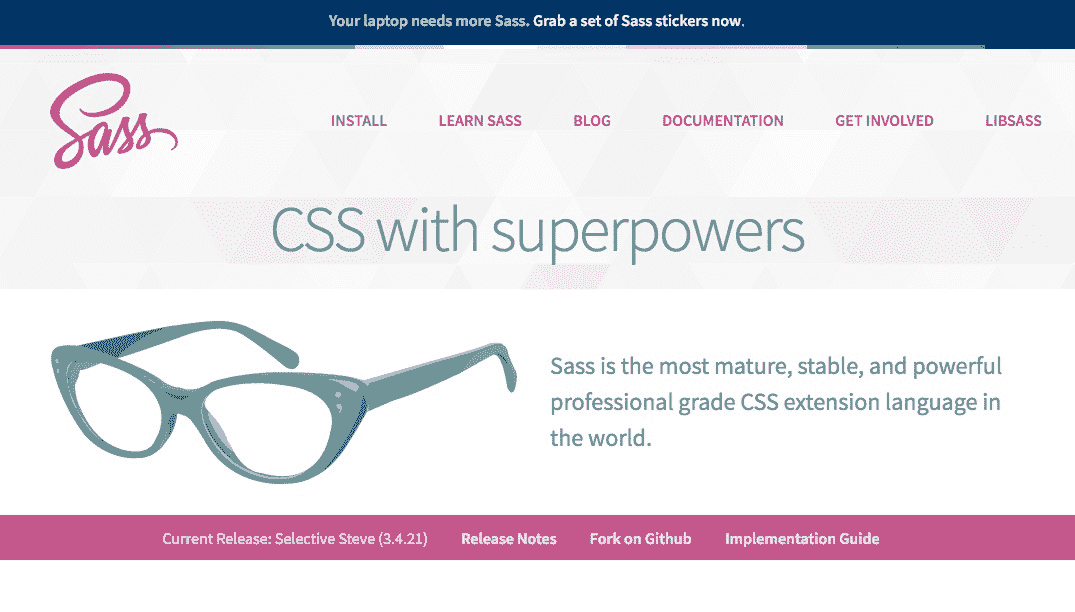 Your laptop needs more Sass. Grab a set of Sass stickers now.
Sass
INSTALL LEARN SASS BLOG DOCUMENTATION GET INVOLVED LIBSASS
CSS with superpowers
Sass is the most mature, stable, and powerful
professional grade CSS extension language in
the world.
Current Release: Selective Steve (3.4.21) Release Notes Fork on Github Implementation Guide